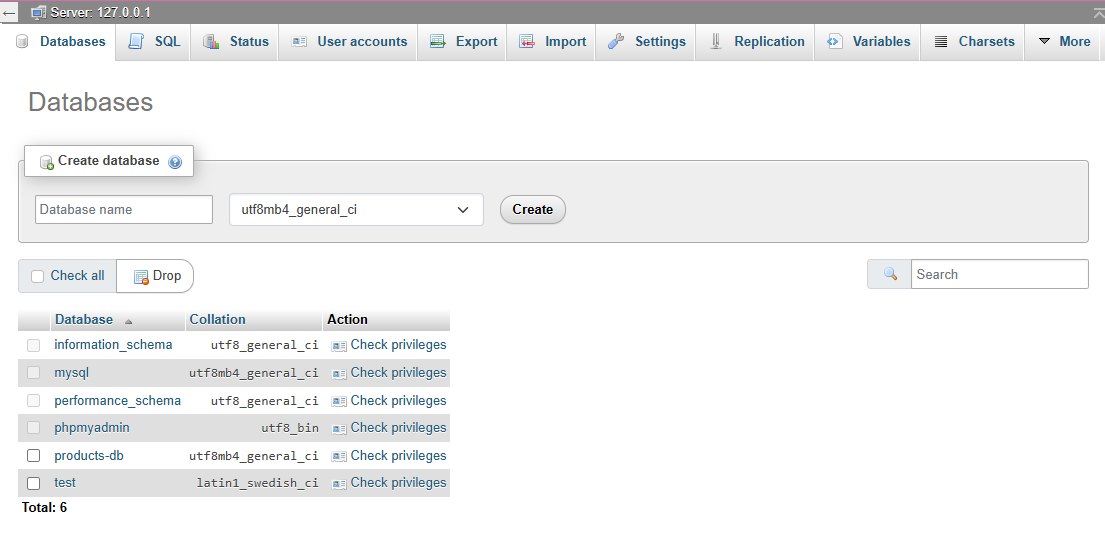 Server: 127.0.0.1
Databases SQL Status User accounts Export Import Settings Replication Variables Charsets More
Databases
Create database
Database name utf8mb4_general_ci Create
Check all Drop Search
Database Collation Action
information_schema utf8_general_ci Check privileges
mysql utf8mb4_general_ci Check privileges
performance_schema utf8_general_ci Check privileges
phpmyadmin utf8_bin Check privileges
products-db utf8mb4_general_ci Check privileges
test latin1_swedish_ci Check privileges
Total: 6